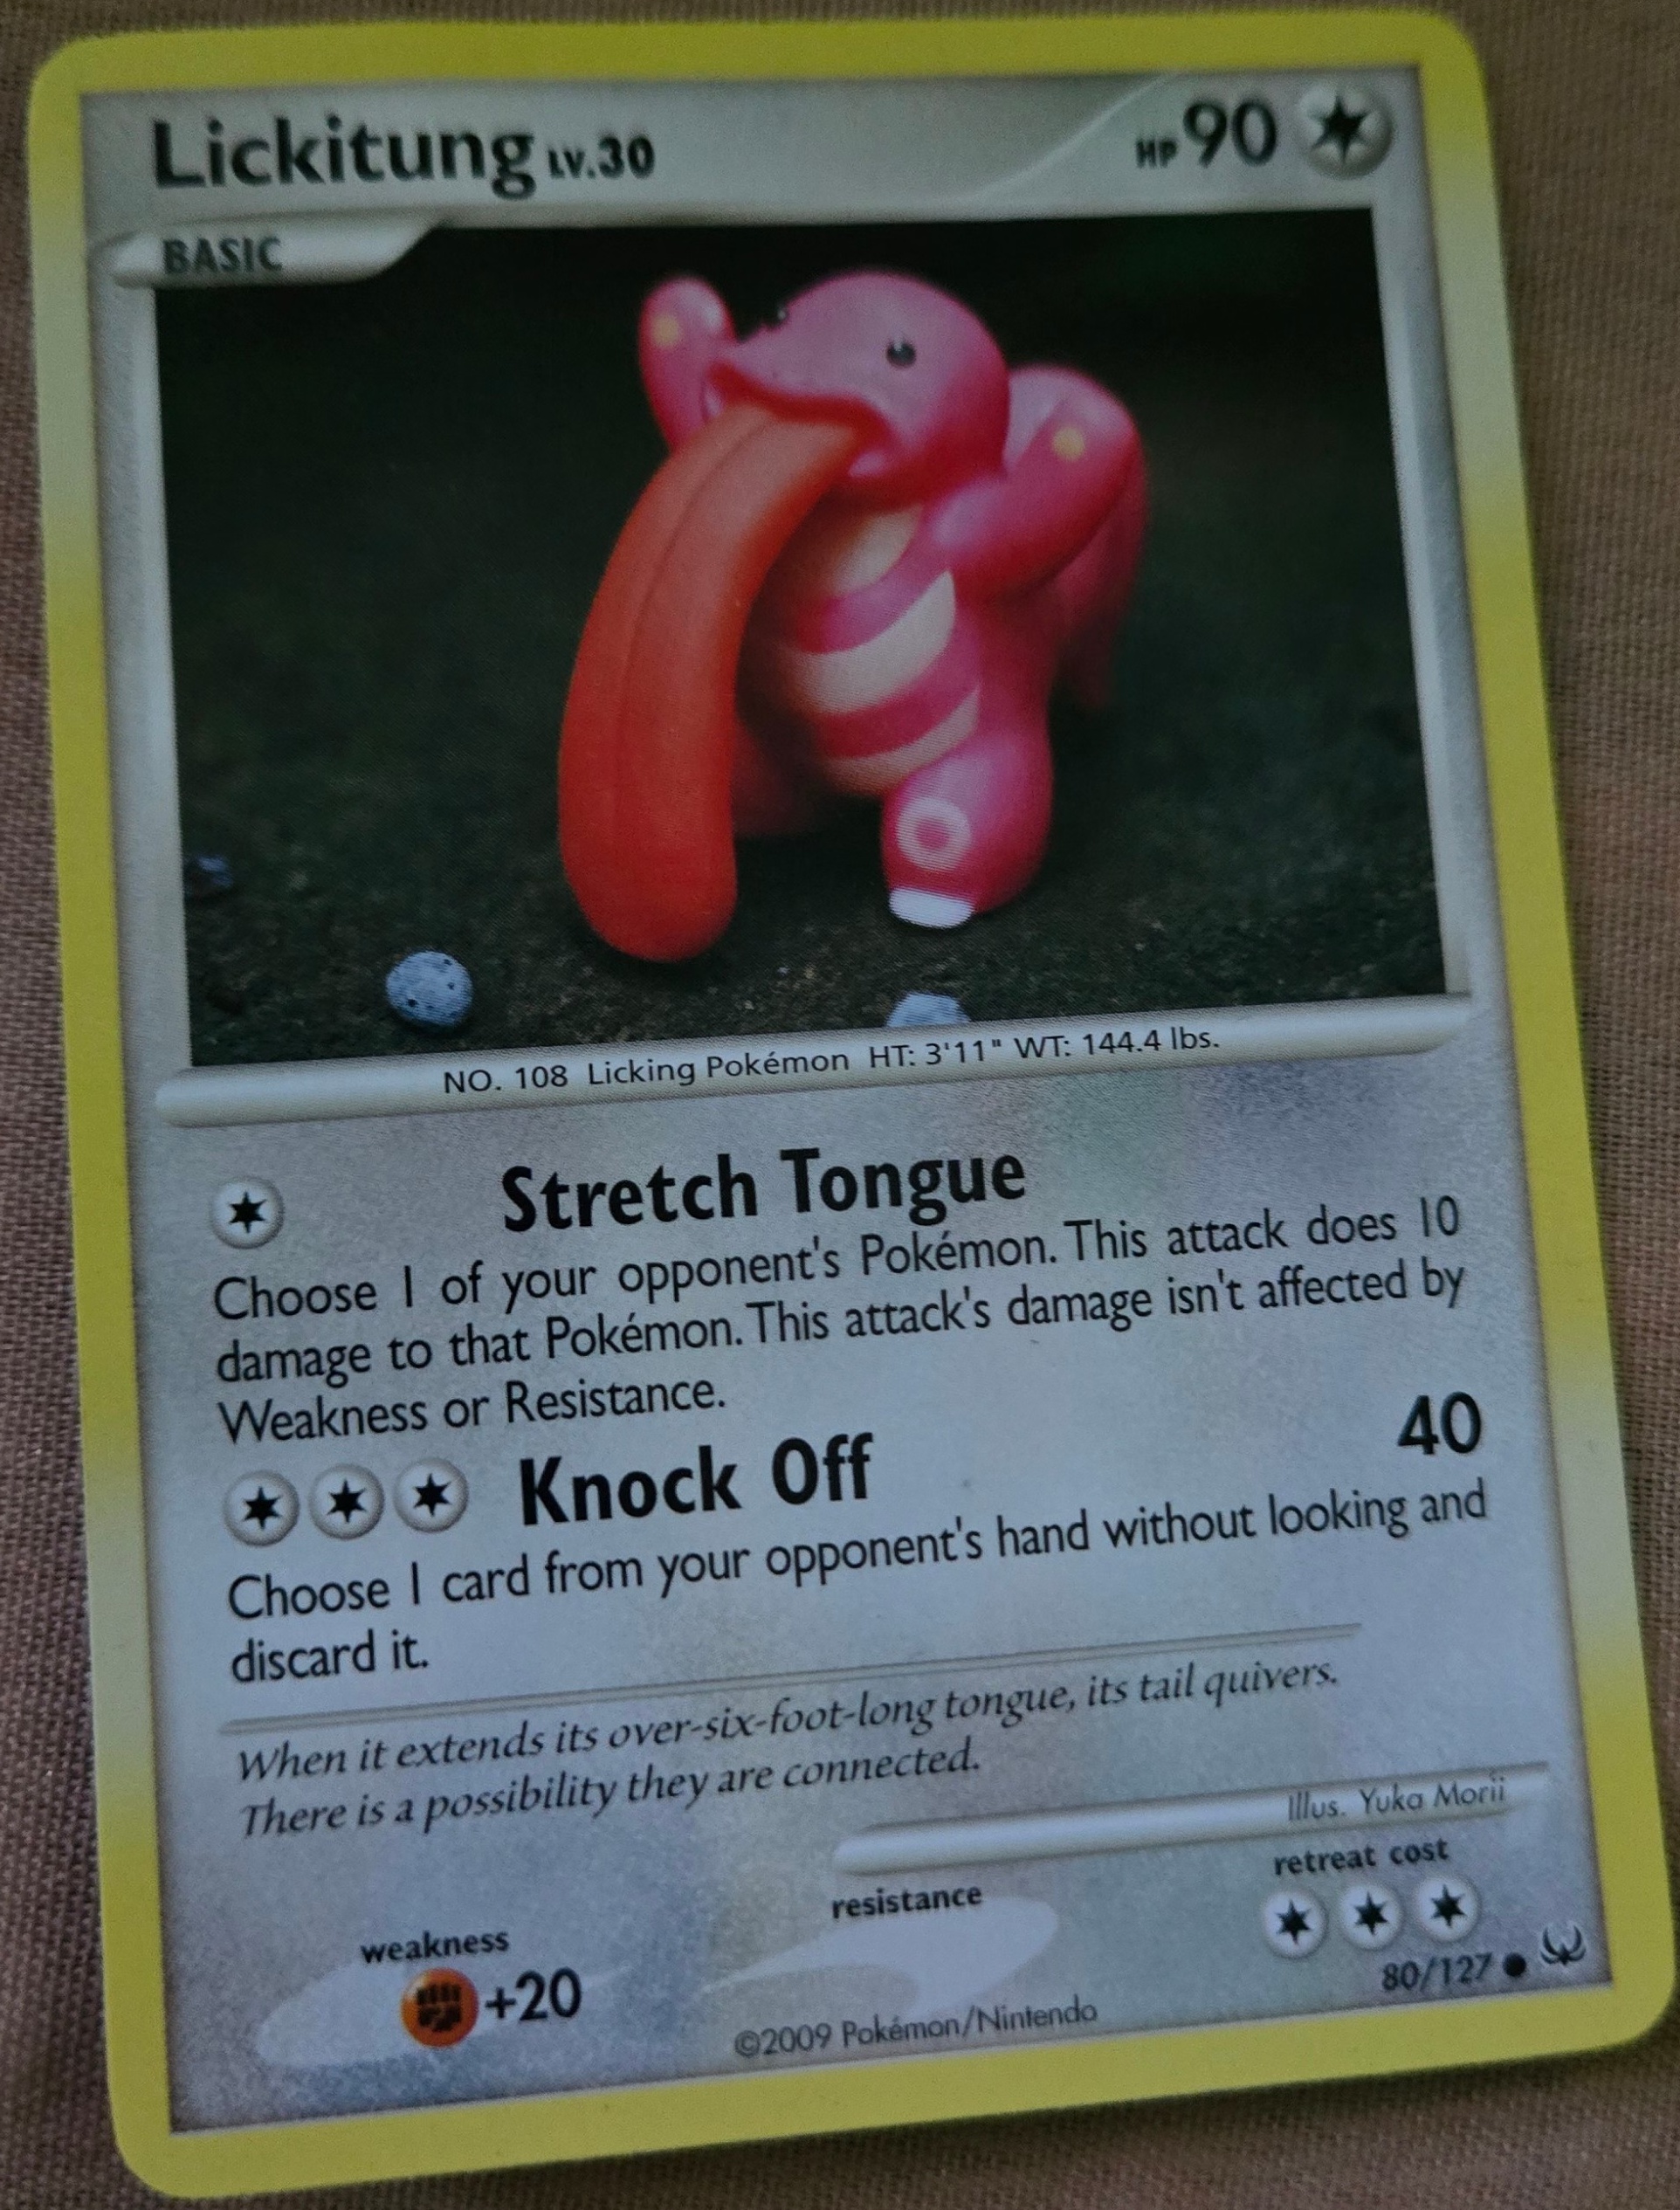 Lickitung LV.30 HP 90
BASIC
NO. 108 Licking Pokémon HT: 3'11" WT: 144.4 lbs.
Stretch Tongue
Choose 1 of your opponent's Pokémon. This attack does 10
damage to that Pokémon. This attack's damage isn't affected by
Weakness or Resistance.
Knock Off 40
Choose 1 card from your opponent's hand without looking and
discard it.
When it extends its over-six-foot-long tongue, its tail quivers.
There is a possibility they are connected.
Illus. Yuka Morii
weakness resistance retreat cost
+20
80/127
©2009 Pokémon/Nintendo